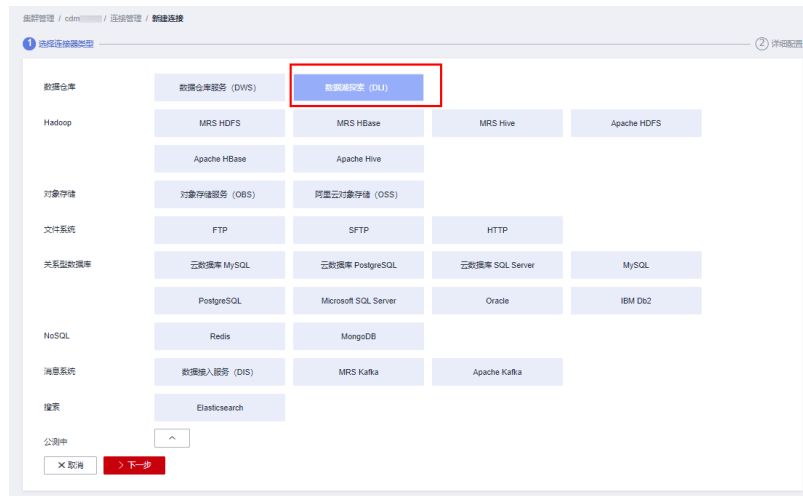 集群管理 / cdm / 连接管理 / 新建连接
1 选择连接器类型 2 详细配置
数据仓库 数据仓库服务（DWS） 数据湖探索（DLI）
Hadoop MRS HDFS MRS HBase MRS Hive Apache HDFS
Apache HBase Apache Hive
对象存储 对象存储服务（OBS） 阿里云对象存储（OSS）
文件系统 FTP SFTP HTTP
关系型数据库 云数据库 MySQL 云数据库 PostgreSQL 云数据库 SQL Server MySQL
PostgreSQL Microsoft SQL Server Oracle IBM Db2
NoSQL Redis MongoDB
消息系统 数据接入服务（DIS） MRS Kafka Apache Kafka
搜索 Elasticsearch
公测中
取消 下一步